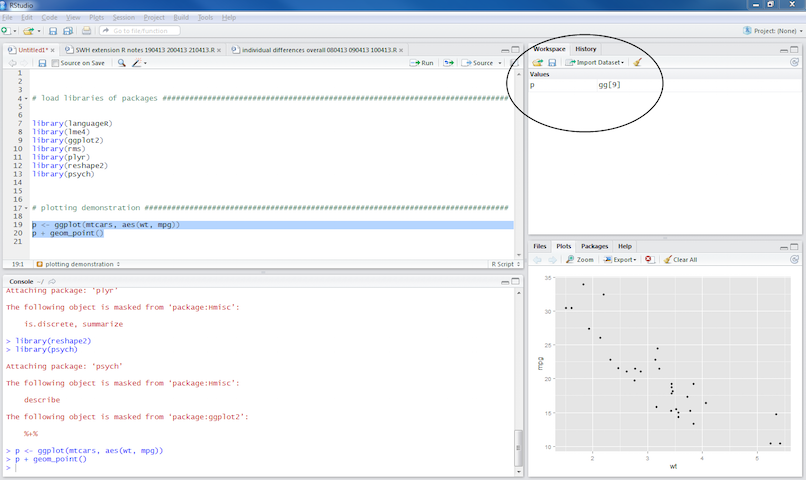 RStudio
File Edit Code View Plots Session Project Build Tools Help
Go to file/function
Project: (None)
Untitled1*
SWH extension R notes 190413 200413 210413.R
individual differences overall 080413 090413 100413.R
Source on Save
Run
Source
1
2
3
4 # load libraries of packages ################################################################################
5
6
7 library(languageR)
8 library(lme4)
9 library(ggplot2)
10 library(rms)
11 library(plyr)
12 library(reshape2)
13 library(psych)
14
15
16
17 # plotting demonstration ####################################################################################
18
19 p <- ggplot(mtcars, aes(wt, mpg))
20 p + geom_point()
21
19:1
plotting demonstration
R Script
Console ~/
Attaching package: 'plyr'
The following object is masked from 'package:Hmisc':
is.discrete, summarize
> library(reshape2)
> library(psych)
Attaching package: 'psych'
The following object is masked from 'package:Hmisc':
describe
The following object is masked from 'package:ggplot2':
%+%
> p <- ggplot(mtcars, aes(wt, mpg))
> p + geom_point()
>
Workspace History
Import Dataset
Values
p gg[9]
Files Plots Packages Help
Zoom Export Clear All
35
30
25
20
15
10
mpg
2 3 4 5
wt